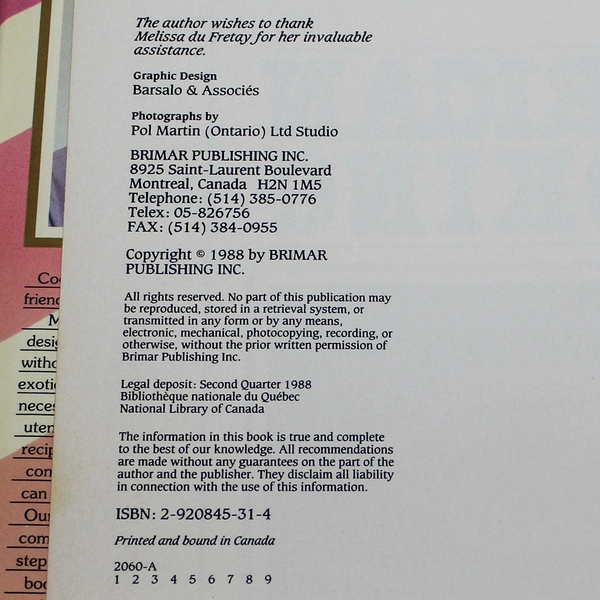 The author wishes to thank
Melissa du Fretay for her invaluable
assistance.
Graphic Design
Barsalo & Associés
Photographs by
Pol Martin (Ontario) Ltd Studio
BRIMAR PUBLISHING INC.
8925 Saint-Laurent Boulevard
Montreal, Canada H2N 1M5
Telephone: (514) 385-0776
Telex: 05-826756
FAX: (514) 384-0955
Copyright © 1988 by BRIMAR
PUBLISHING INC.
All rights reserved. No part of this publication may
be reproduced, stored in a retrieval system, or
transmitted in any form or by any means,
electronic, mechanical, photocopying, recording, or
otherwise, without the prior written permission of
Brimar Publishing Inc.
Legal deposit: Second Quarter 1988
Bibliothèque nationale du Québec
National Library of Canada
The information in this book is true and complete
to the best of our knowledge. All recommendations
are made without any guarantees on the part of the
author and the publisher. They disclaim all liability
in connection with the use of this information.
ISBN: 2-920845-31-4
Printed and bound in Canada
2060-A
1 2 3 4 5 6 7 8 9